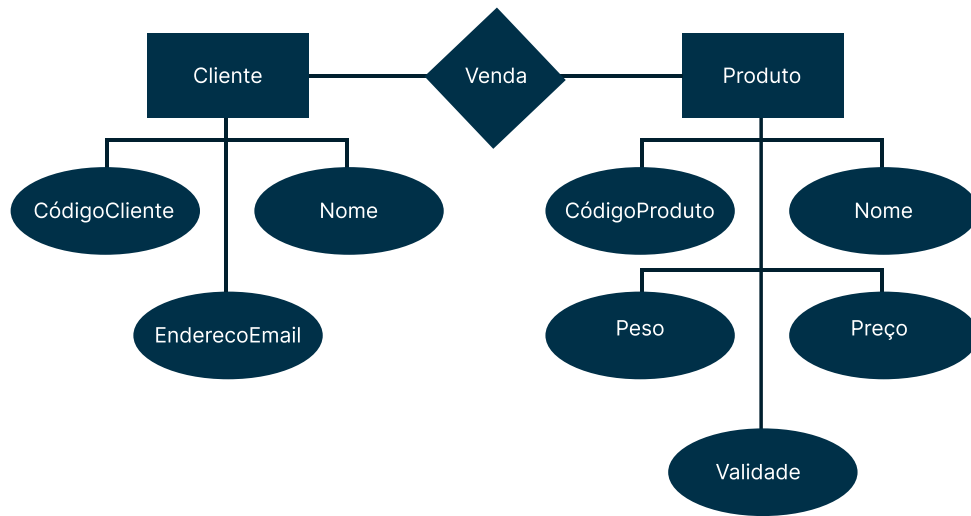 Cliente
Venda
Produto
CódigoCliente
Nome
CódigoProduto
Nome
EnderecoEmail
Peso
Preço
Validade